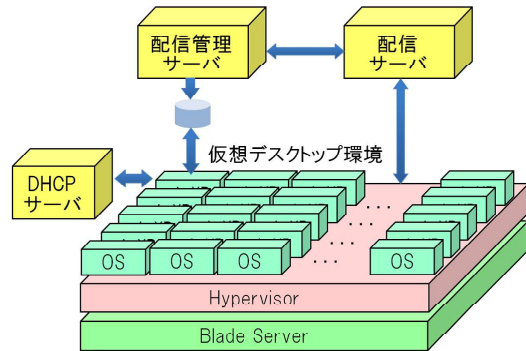 配信管理
サーバ
配信
サーバ
仮想デスクトップ環境
DHCP
サーバ
OS
OS
OS
...
OS
Hypervisor
Blade Server